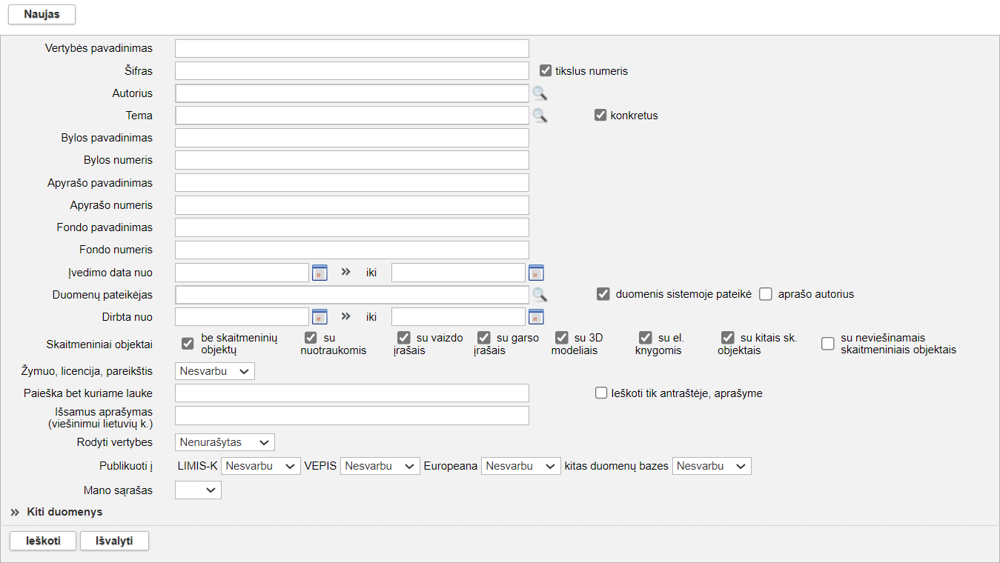 Naujas
Vertybės pavadinimas
Šifras tikslus numeris
Autorius
Tema konkretus
Bylos pavadinimas
Bylos numeris
Apyrašo pavadinimas
Apyrašo numeris
Fondo pavadinimas
Fondo numeris
Įvedimo data nuo » iki
Duomenų pateikėjas duomenis sistemoje pateikė aprašo autorius
Dirbta nuo » iki
Skaitmeniniai objektai be skaitmeninių objektų su nuotraukomis su vaizdo įrašais su garso įrašais su 3D modeliais su el. knygomis su kitais sk. objektais su neviešinamais skaitmeniniais objektais
Žymuo, licencija, pareikštis Nesvarbu
Paieška bet kuriame lauke Ieškoti tik antraštėje, aprašyme
Išsamus aprašymas
(viešinimui lietuvių k.)
Rodyti vertybes Nenurašytas
Publikuoti į LIMIS-K Nesvarbu VEPIS Nesvarbu Europeana Nesvarbu kitas duomenų bazes Nesvarbu
Mano sąrašas
» Kiti duomenys
Ieškoti Išvalyti